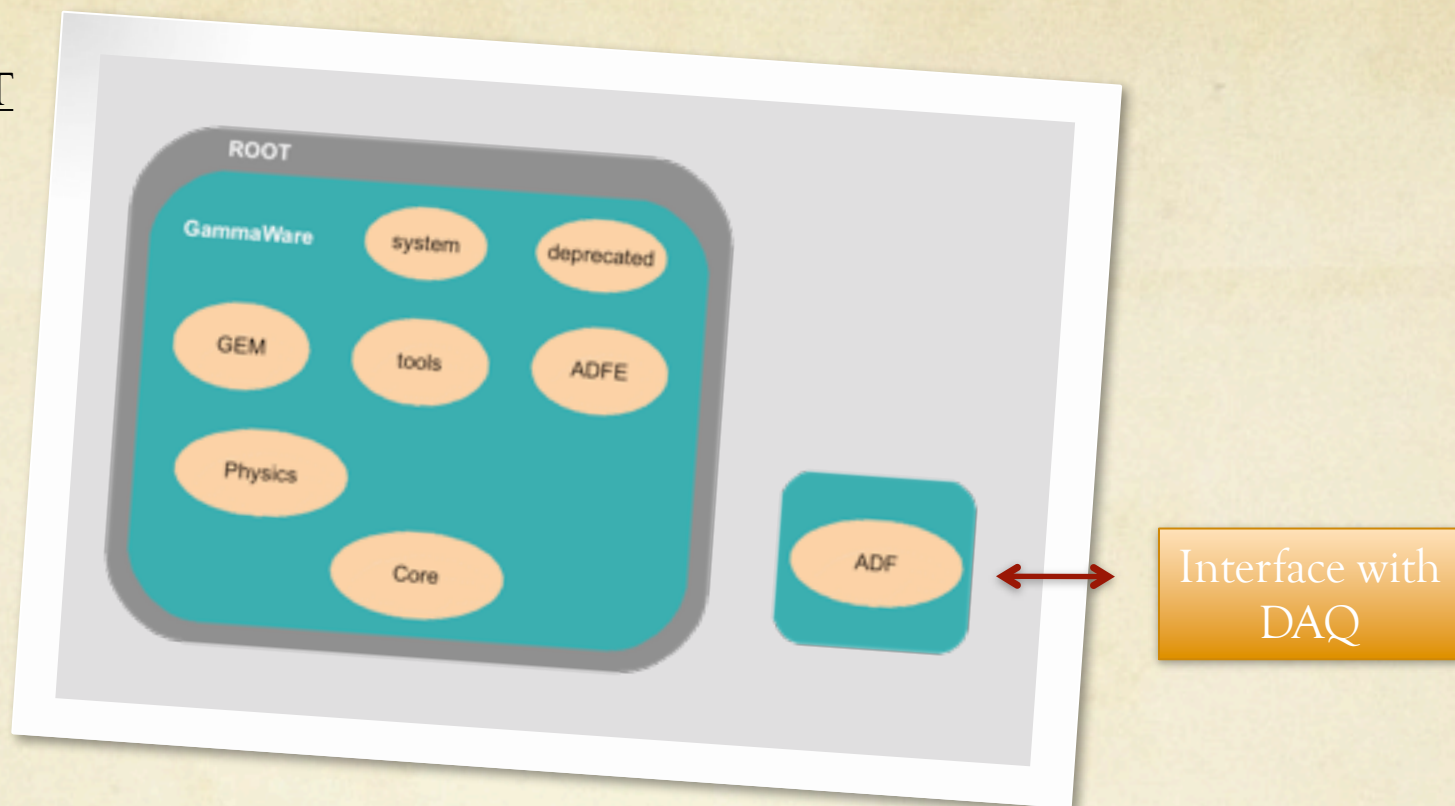 T
ROOT
GammaWare
system
deprecated
GEM
tools
ADFE
Physics
Core
ADF
Interface with
DAQ